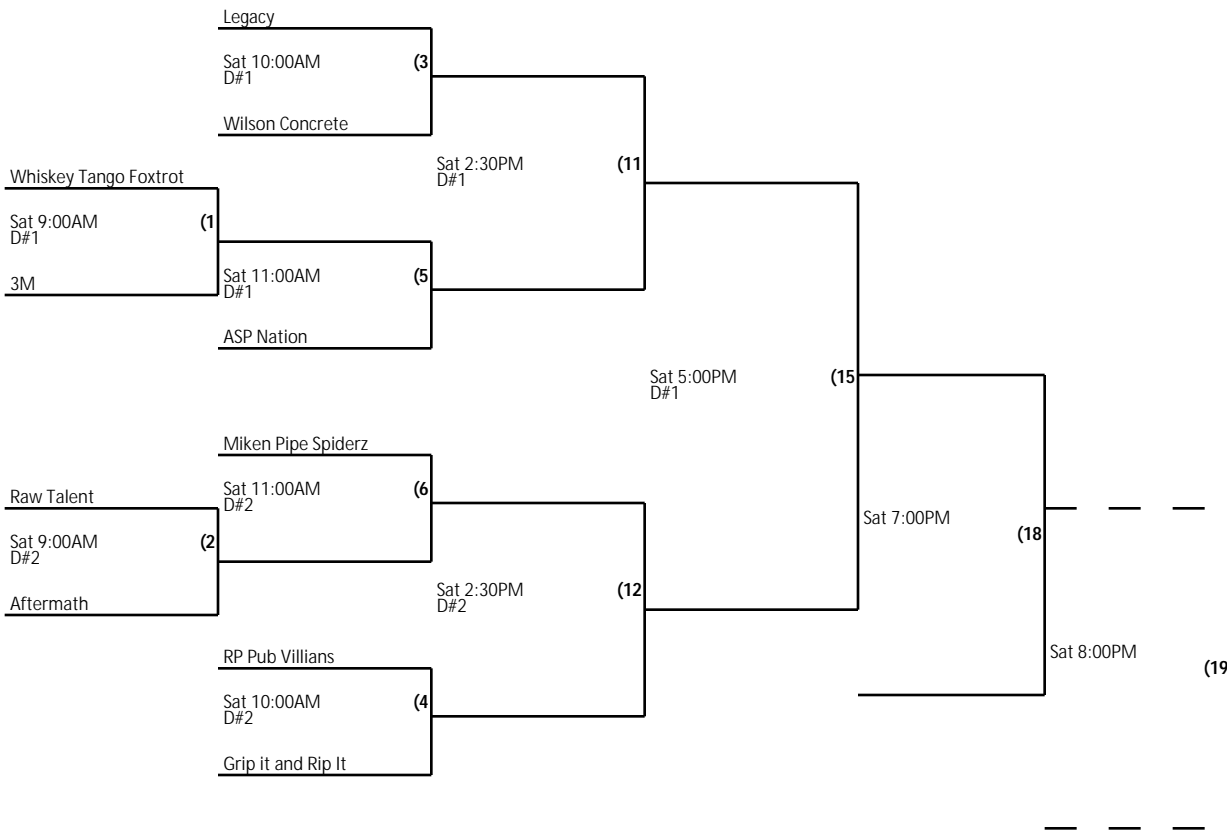 Legacy
Sat 10:00AM
D#1
(3
Wilson Concrete
Sat 2:30PM
D#1
(11
Whiskey Tango Foxtrot
Sat 9:00AM
D#1
(1
3M
Sat 11:00AM
D#1
(5
ASP Nation
Sat 5:00PM
D#1
(15
Miken Pipe Spiderz
Sat 11:00AM
D#2
(6
Raw Talent
Sat 9:00AM
D#2
(2
Aftermath
Sat 7:00PM
(18
Sat 2:30PM
D#2
(12
RP Pub Villians
Sat 10:00AM
D#2
(4
Grip it and Rip It
Sat 8:00PM
(19